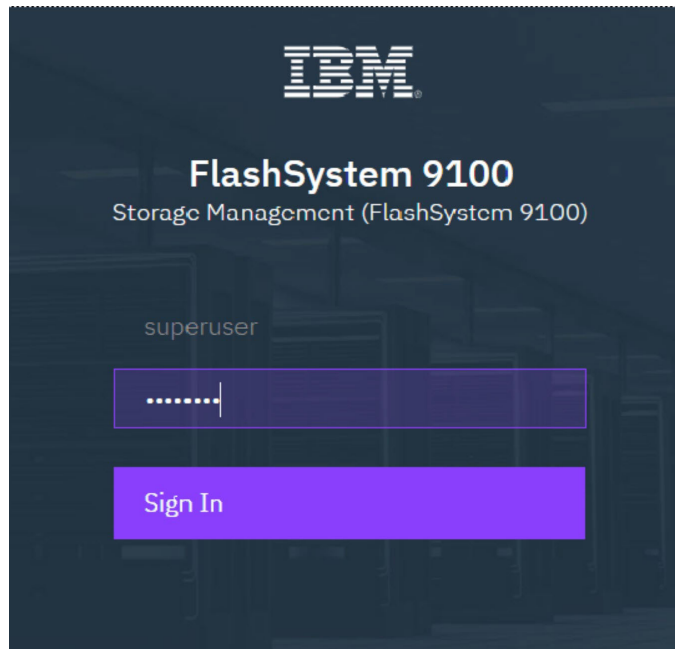 IBM®
FlashSystem 9100
Storage Management (FlashSystem 9100)
superuser
••••••••
Sign In